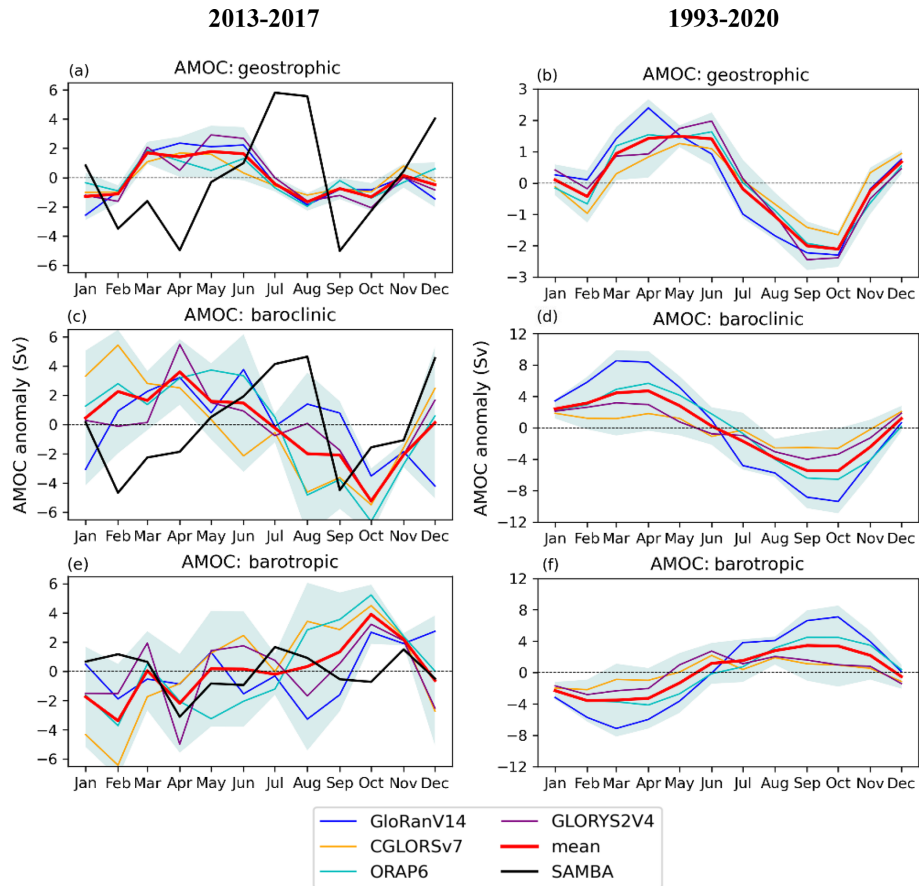 2013-2017 1993-2020
(a) AMOC: geostrophic (b) AMOC: geostrophic
6
4
2
0
−2
−4
−6
Jan Feb Mar Apr May Jun Jul Aug Sep Oct Nov Dec
3
2
1
0
−1
−2
−3
Jan Feb Mar Apr May Jun Jul Aug Sep Oct Nov Dec
AMOC anomaly (Sv)
(c) AMOC: baroclinic
6
4
2
0
−2
−4
−6
Jan Feb Mar Apr May Jun Jul Aug Sep Oct Nov Dec
AMOC anomaly (Sv)
(d) AMOC: baroclinic
12
8
4
0
−4
−8
−12
Jan Feb Mar Apr May Jun Jul Aug Sep Oct Nov Dec
(e) AMOC: barotropic
6
4
2
0
−2
−4
−6
Jan Feb Mar Apr May Jun Jul Aug Sep Oct Nov Dec
(f) AMOC: barotropic
12
8
4
0
−4
−8
−12
Jan Feb Mar Apr May Jun Jul Aug Sep Oct Nov Dec
GloRanV14 GLORYS2V4
CGLORSv7 mean
ORAP6 SAMBA